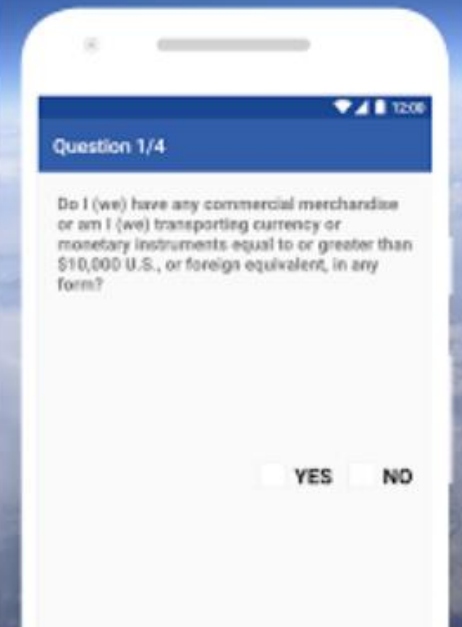 12:00
Question 1/4
Do I (we) have any commercial merchandise
or am I (we) transporting currency or
monetary instruments equal to or greater than
$10,000 U.S., or foreign equivalent, in any
form?
YES NO